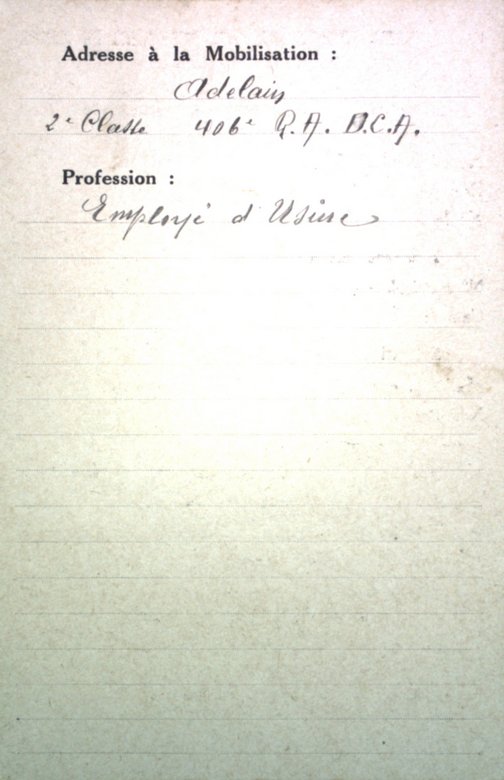 Adresse à la Mobilisation :
Adelain
2e Classe 406e R.A. D.C.A.
Profession :
Employé d'Usine